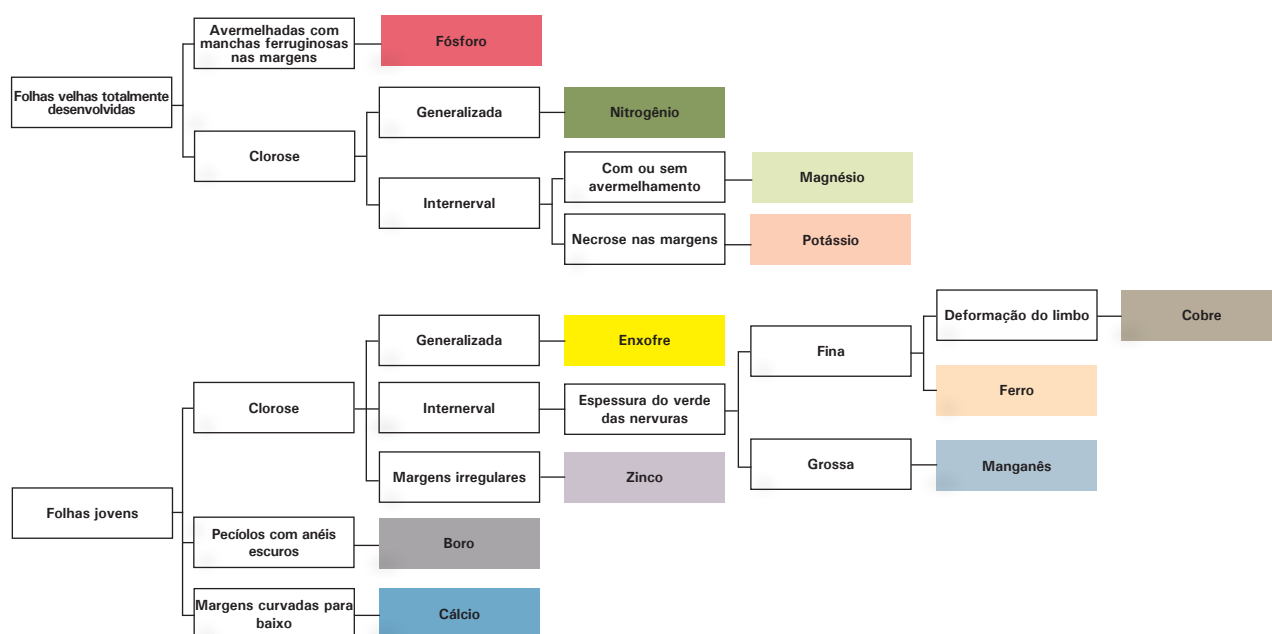 Avermelhadas com
manchas ferruginosas
nas margens
Fósforo
Folhas velhas totalmente
desenvolvidas
Generalizada
Nitrogênio
Clorose
Com ou sem
avermelhamento
Magnésio
Internerval
Necrose nas margens
Potássio
Deformação do limbo
Cobre
Generalizada
Enxofre
Fina
Ferro
Clorose
Internerval
Espessura do verde
das nervuras
Grossa
Manganês
Margens irregulares
Zinco
Folhas jovens
Pecíolos com anéis
escuros
Boro
Margens curvadas para
baixo
Cálcio